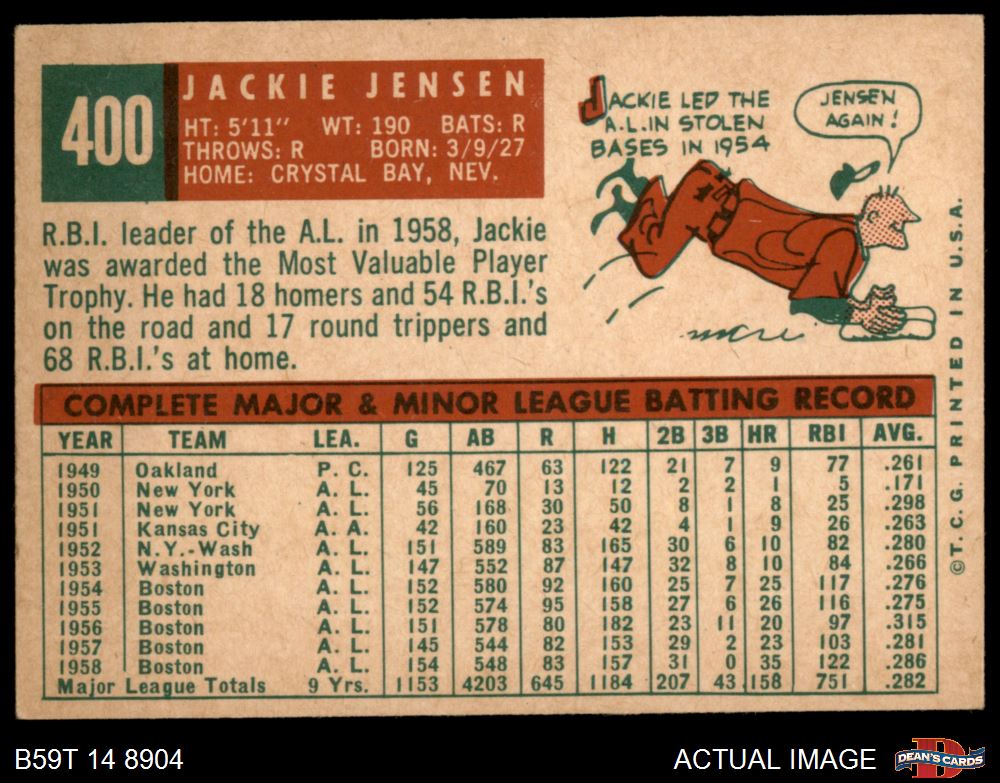 400
JACKIE JENSEN
HT: 5'11" WT: 190 BATS: R
THROWS: R BORN: 3/9/27
HOME: CRYSTAL BAY, NEV.
JACKIE LED THE
A.L. IN STOLEN
BASES IN 1954
JENSEN
AGAIN!
R.B.I. leader of the A.L. in 1958, Jackie
was awarded the Most Valuable Player
Trophy. He had 18 homers and 54 R.B.I.'s
on the road and 17 round trippers and
68 R.B.I.'s at home.
COMPLETE MAJOR & MINOR LEAGUE BATTING RECORD
YEAR TEAM LEA. G AB R H 2B 3B HR RBI AVG.
1949 Oakland P. C. 125 467 63 122 21 7 9 77 .261
1950 New York A. L. 45 70 13 12 2 2 1 5 .171
1951 New York A. L. 56 168 30 50 8 1 8 25 .298
1951 Kansas City A. A. 42 160 23 42 4 1 9 26 .263
1952 N.Y.-Wash A. L. 151 589 83 165 30 6 10 82 .280
1953 Washington A. L. 147 552 87 147 32 8 10 84 .266
1954 Boston A. L. 152 580 92 160 25 7 25 117 .276
1955 Boston A. L. 152 574 95 158 27 6 26 116 .275
1956 Boston A. L. 151 578 80 182 23 11 20 97 .315
1957 Boston A. L. 145 544 82 153 29 2 23 103 .281
1958 Boston A. L. 154 548 83 157 31 0 35 122 .286
Major League Totals 9 Yrs. 1153 4203 645 1184 207 43 158 751 .282
© T. C. G. PRINTED IN U.S.A.
B59T 14 8904
ACTUAL IMAGE
DEAN'S CARDS